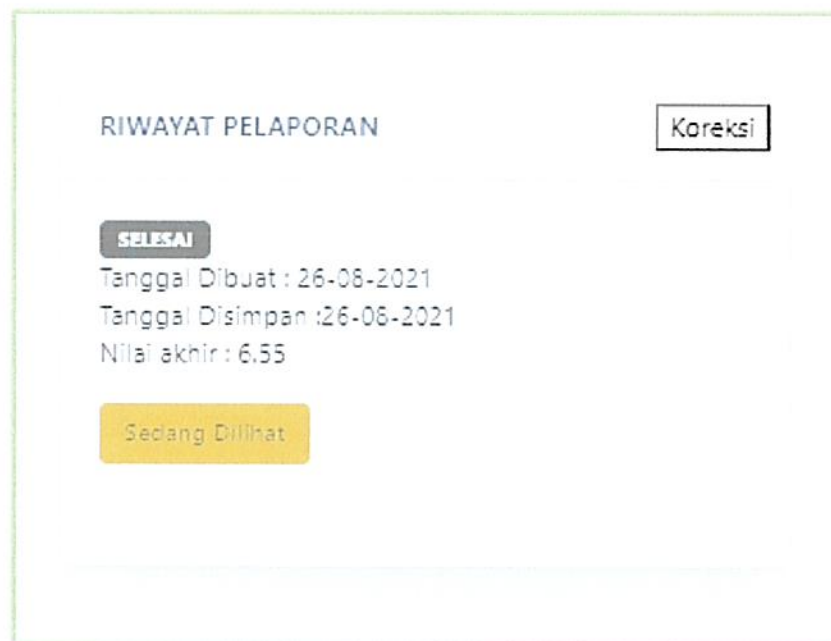 RIWAYAT PELAPORAN
Koreksi
SELESAI
Tanggal Dibuat : 26-08-2021
Tanggal Disimpan :26-08-2021
Nilai akhir : 6.55
Sedang Dilihat